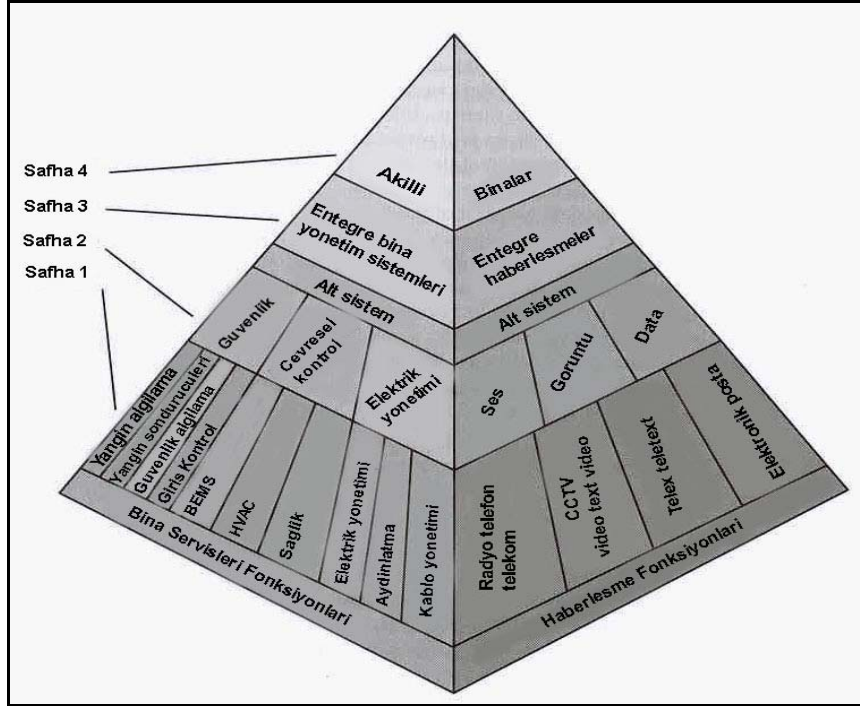 Safha 4
Safha 3
Safha 2
Safha 1
Akilli
Binalar
Entegre bina
yonetim sistemleri
Entegre
haberlesmeler
Alt sistem
Alt sistem
Guvenlik
Cevresel
kontrol
Elektrik
yonetimi
Ses
Goruntu
Data
Yangin algilama
Yangin sonduruculeri
Guvenlik algilama
Giris Kontrol
BEMS
HVAC
Saglik
Elektrik yonetimi
Aydinlatma
Kablo yonetimi
Radyo telefon
telekom
CCTV
video text video
Telex teletext
Elektronik posta
Bina Servisleri Fonksiyonlari
Haberlesme Fonksiyonlari